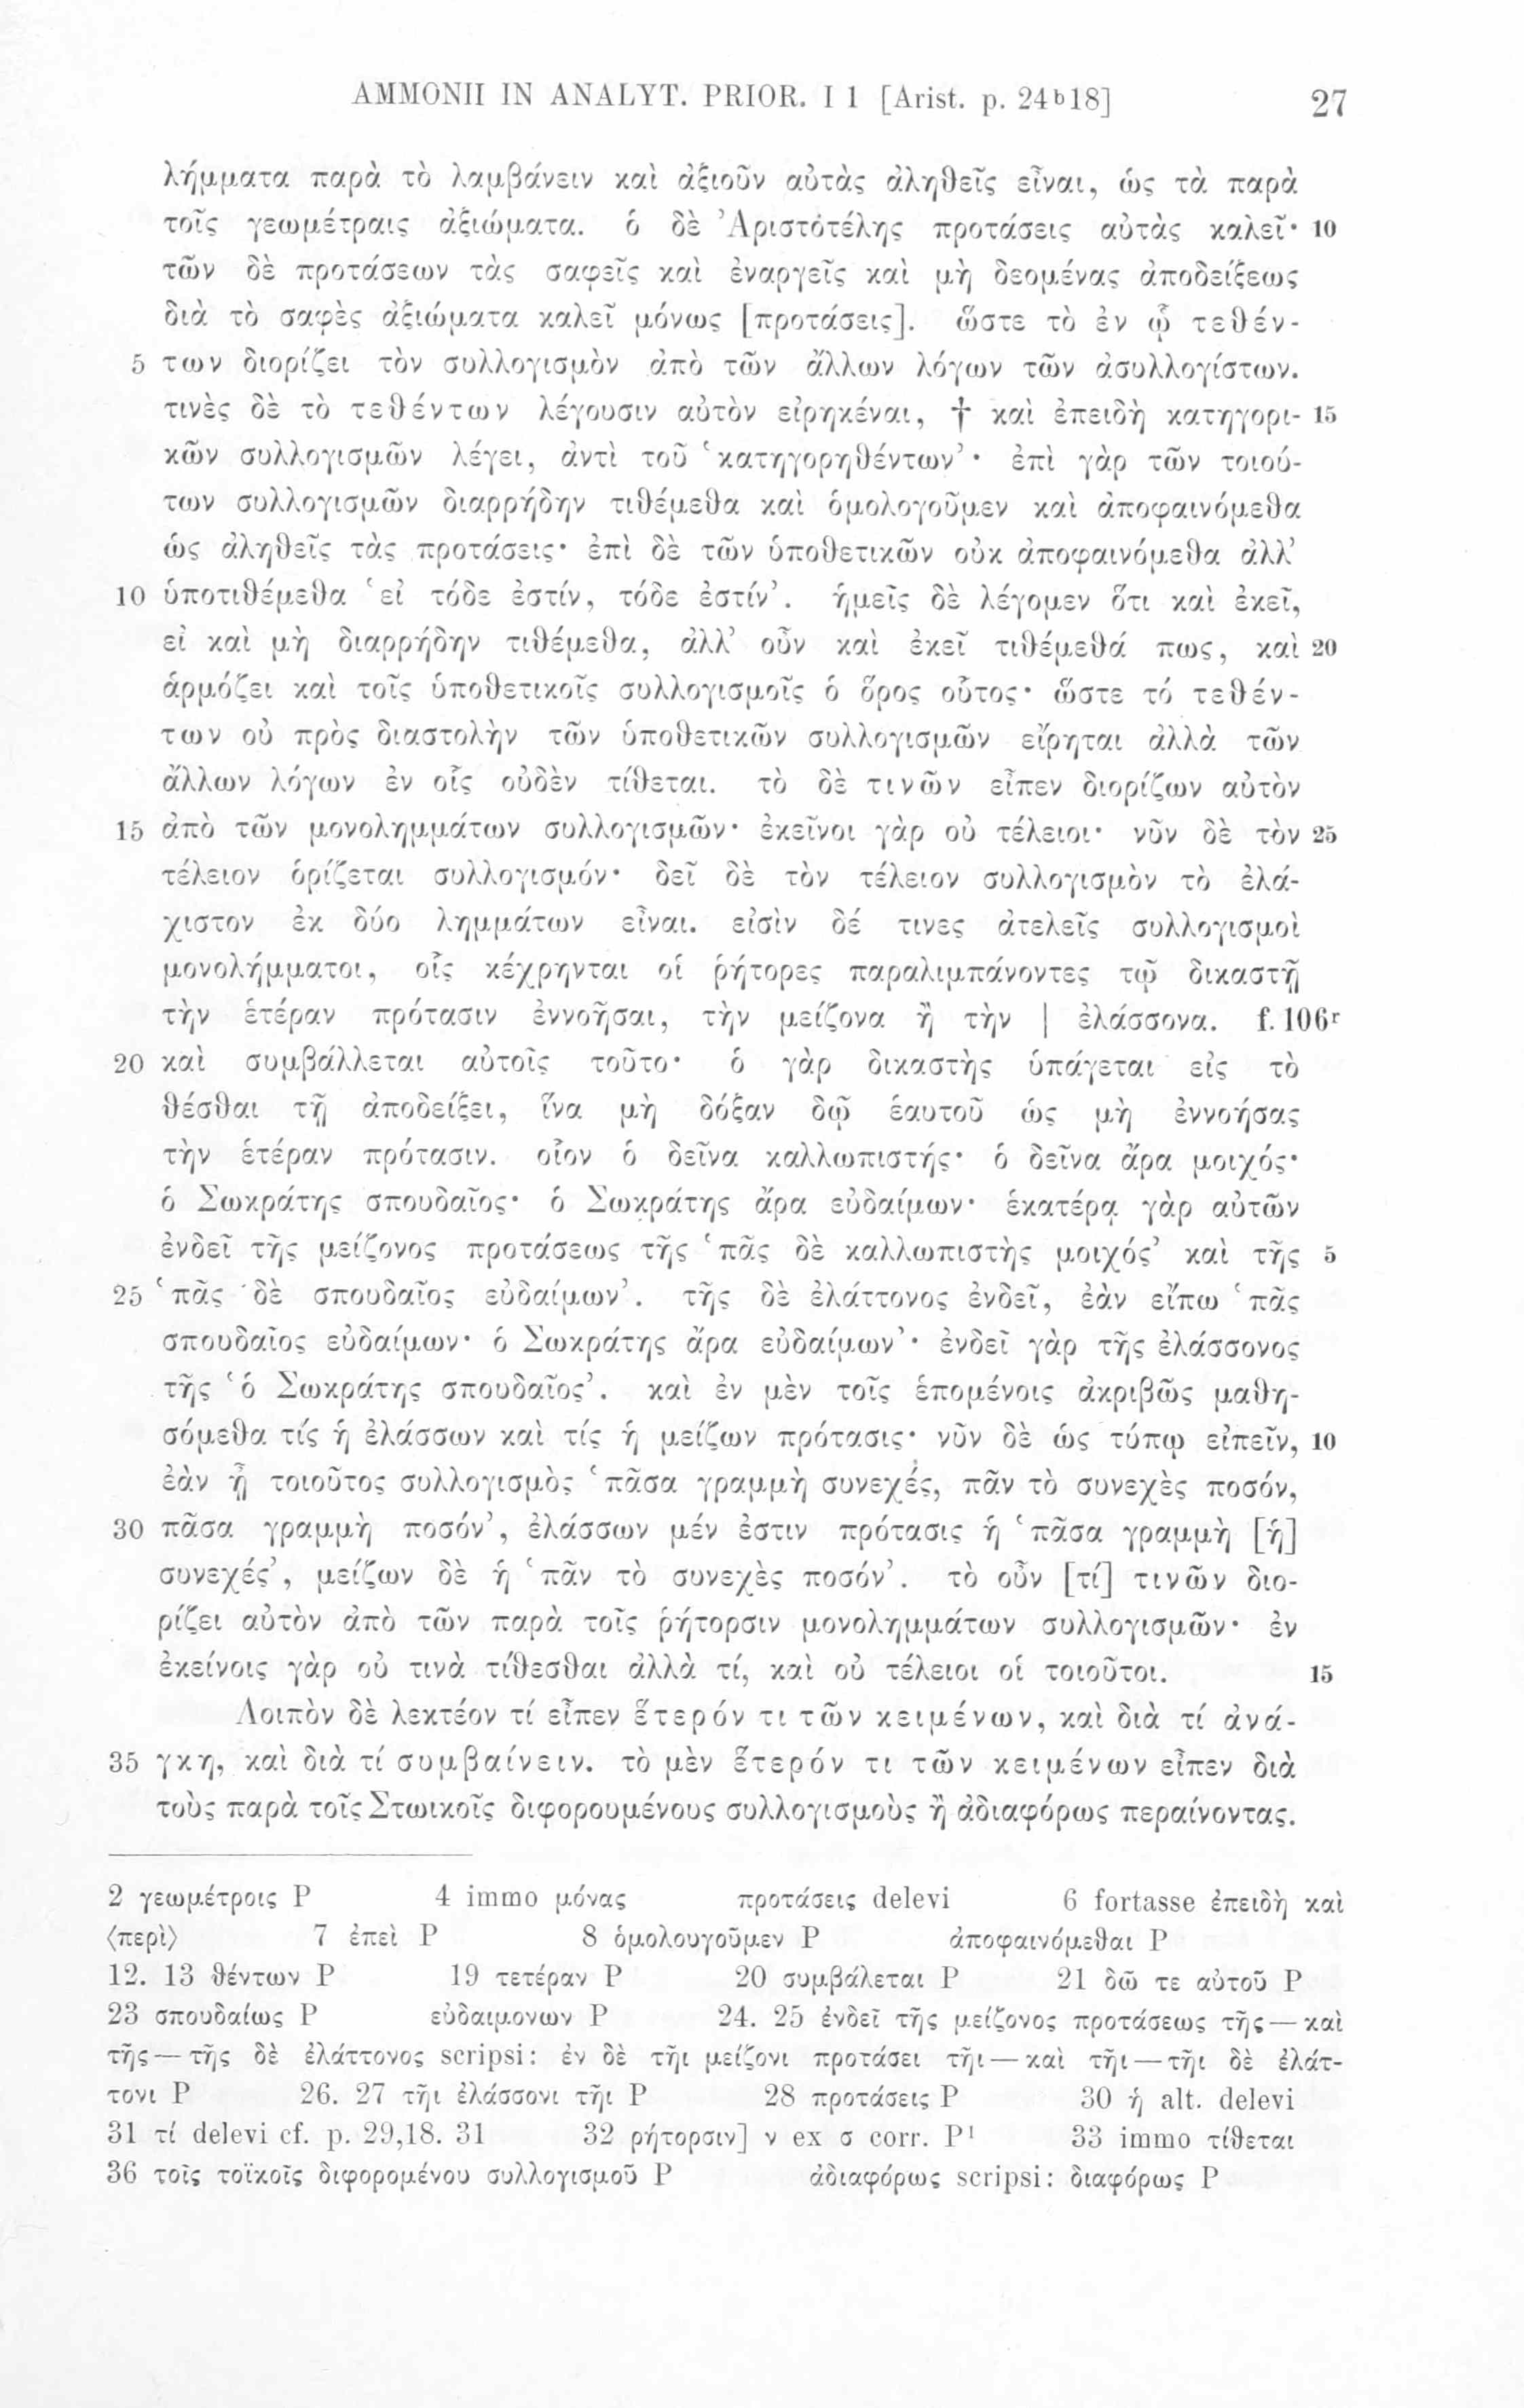 AMMONII IN ANALYT. PRIOR. I 1 [Arist. p. 24b18] 27
λήμματα παρὰ τὸ λαμβάνειν καὶ ἀξιοῦν αὐτὰς ἀληθεῖς εἶναι, ὡς τὰ παρὰ
τοῖς γεωμέτραις ἀξιώματα. ὁ δὲ Ἀριστοτέλης προτάσεις αὐτὰς καλεῖ· 10
τῶν δὲ προτάσεων τὰς σαφεῖς καὶ ἐναργεῖς καὶ μὴ δεομένας ἀποδείξεως
διὰ τὸ σαφὲς ἀξιώματα καλεῖ μόνως [προτάσεις]. ὥστε τὸ ἐν ᾧ τεθέν-
5 των διορίζει τὸν συλλογισμὸν ἀπὸ τῶν ἄλλων λόγων τῶν ἀσυλλογίστων.
τινὲς δὲ τὸ τεθέντων λέγουσιν αὐτὸν εἰρηκέναι, † καὶ ἐπειδὴ κατηγορι- 15
κῶν συλλογισμῶν λέγει, ἀντὶ τοῦ ‘κατηγορηθέντων’· ἐπὶ γὰρ τῶν τοιού-
των συλλογισμῶν διαρρήδην τιθέμεθα καὶ ὁμολογοῦμεν καὶ ἀποφαινόμεθα
ὡς ἀληθεῖς τὰς προτάσεις· ἐπὶ δὲ τῶν ὑποθετικῶν οὐκ ἀποφαινόμεθα ἀλλ’
10 ὑποτιθέμεθα ‘εἰ τόδε ἐστίν, τόδε ἐστίν’. ἡμεῖς δὲ λέγομεν ὅτι καὶ ἐκεῖ,
εἰ καὶ μὴ διαρρήδην τιθέμεθα, ἀλλ’ οὖν καὶ ἐκεῖ τιθέμεθά πως, καὶ 20
ἁρμόζει καὶ τοῖς ὑποθετικοῖς συλλογισμοῖς ὁ ὅρος οὗτος· ὥστε τό τεθέν-
των οὐ πρὸς διαστολὴν τῶν ὑποθετικῶν συλλογισμῶν εἴρηται ἀλλὰ τῶν
ἄλλων λόγων ἐν οἷς οὐδὲν τίθεται. τὸ δὲ τινῶν εἶπεν διορίζων αὐτὸν
15 ἀπὸ τῶν μονολημμάτων συλλογισμῶν· ἐκεῖνοι γὰρ οὐ τέλειοι· νῦν δὲ τὸν 25
τέλειον ὁρίζεται συλλογισμόν· δεῖ δὲ τὸν τέλειον συλλογισμὸν τὸ ἐλά-
χιστον ἐκ δύο λημμάτων εἶναι. εἰσὶν δέ τινες ἀτελεῖς συλλογισμοὶ
μονολήμματοι, οἷς κέχρηνται οἱ ῥήτορες παραλιμπάνοντες τῷ δικαστῇ
τὴν ἑτέραν πρότασιν ἐννοῆσαι, τὴν μείζονα ἢ τὴν | ἐλάσσονα. f. 106r
20 καὶ συμβάλλεται αὐτοῖς τοῦτο· ὁ γὰρ δικαστὴς ὑπάγεται εἰς τὸ
θέσθαι τῇ ἀποδείξει, ἵνα μὴ δόξαν δῷ ἑαυτοῦ ὡς μὴ ἐννοήσας
τὴν ἑτέραν πρότασιν. οἷον ὁ δεῖνα καλλωπιστής· ὁ δεῖνα ἄρα μοιχός·
ὁ Σωκράτης σπουδαῖος· ὁ Σωκράτης ἄρα εὐδαίμων· ἑκατέρᾳ γὰρ αὐτῶν
ἐνδεῖ τῆς μείζονος προτάσεως τῆς ‘πᾶς δὲ καλλωπιστὴς μοιχός’ καὶ τῆς 5
25 ‘πᾶς δὲ σπουδαῖος εὐδαίμων’. τῆς δὲ ἐλάττονος ἐνδεῖ, ἐὰν εἴπω ‘πᾶς
σπουδαῖος εὐδαίμων· ὁ Σωκράτης ἄρα εὐδαίμων’· ἐνδεῖ γὰρ τῆς ἐλάσσονος
τῆς ‘ὁ Σωκράτης σπουδαῖος’. καὶ ἐν μὲν τοῖς ἑπομένοις ἀκριβῶς μαθη-
σόμεθα τίς ἡ ἐλάσσων καὶ τίς ἡ μείζων πρότασις· νῦν δὲ ὡς τύπῳ εἰπεῖν, 10
ἐὰν ᾖ τοιοῦτος συλλογισμὸς ‘πᾶσα γραμμὴ συνεχές, πᾶν τὸ συνεχὲς ποσόν,
30 πᾶσα γραμμὴ ποσόν’, ἐλάσσων μέν ἐστιν πρότασις ἡ ‘πᾶσα γραμμὴ [ἡ]
συνεχές’, μείζων δὲ ἡ ‘πᾶν τὸ συνεχὲς ποσόν’. τὸ οὖν [τί] τινῶν διο-
ρίζει αὐτὸν ἀπὸ τῶν παρὰ τοῖς ῥήτορσιν μονολημμάτων συλλογισμῶν· ἐν
ἐκείνοις γὰρ οὐ τινὰ τίθεσθαι ἀλλὰ τί, καὶ οὐ τέλειοι οἱ τοιοῦτοι. 15
Λοιπὸν δὲ λεκτέον τί εἶπεν ἕτερόν τι τῶν κειμένων, καὶ διὰ τί ἀνά-
35 γκη, καὶ διὰ τί συμβαίνειν. τὸ μὲν ἕτερόν τι τῶν κειμένων εἶπεν διὰ
τοὺς παρὰ τοῖς Στωικοῖς διφορουμένους συλλογισμοὺς ἢ ἀδιαφόρως περαίνοντας.
2 γεωμέτροις P 4 immo μόνας προτάσεις delevi 6 fortasse ἐπειδὴ καὶ
⟨περὶ⟩ 7 ἐπεὶ P 8 ὁμολουγοῦμεν P ἀποφαινόμεθαι P
12. 13 θέντων P 19 τετέραν P 20 συμβάλεται P 21 δῶ τε αὐτοῦ P
23 σπουδαίως P εὐδαιμονων P 24. 25 ἐνδεῖ τῆς μείζονος προτάσεως τῆς — καὶ
τῆς — τῆς δὲ ἐλάττονος scripsi: ἐν δὲ τῆι μείζονι προτάσει τῆι — καὶ τῆι — τῆι δὲ ἐλάτ-
τονι P 26. 27 τῆι ἐλάσσονι τῆι P 28 προτάσεις P 30 ἡ alt. delevi
31 τί delevi cf. p. 29,18. 31 32 ῥήτορσιν] ν ex σ corr. P¹ 33 immo τίθεται
36 τοῖς τοϊκοῖς διφορομένου συλλογισμοῦ P ἀδιαφόρως scripsi: διαφόρως P